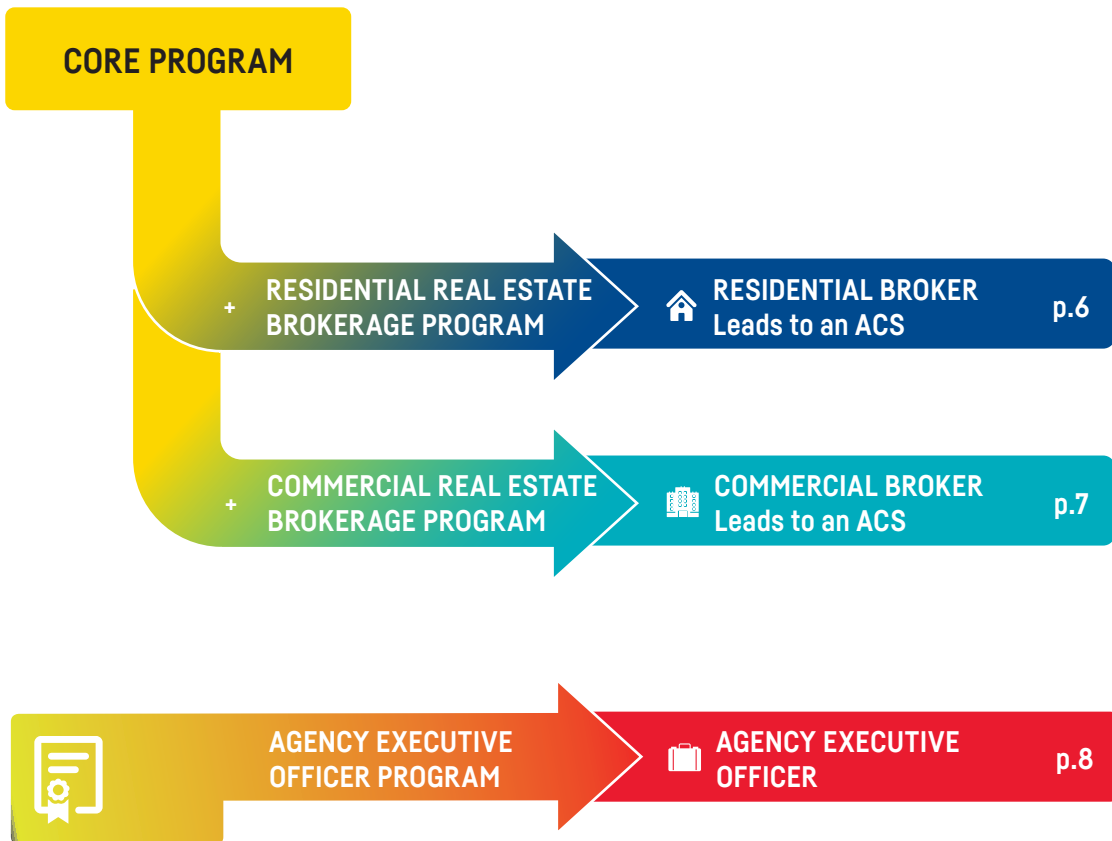 CORE PROGRAM
+
RESIDENTIAL REAL ESTATE
BROKERAGE PROGRAM
RESIDENTIAL BROKER
Leads to an ACS
p.6
+
COMMERCIAL REAL ESTATE
BROKERAGE PROGRAM
COMMERCIAL BROKER
Leads to an ACS
p.7
AGENCY EXECUTIVE
OFFICER PROGRAM
AGENCY EXECUTIVE
OFFICER
p.8